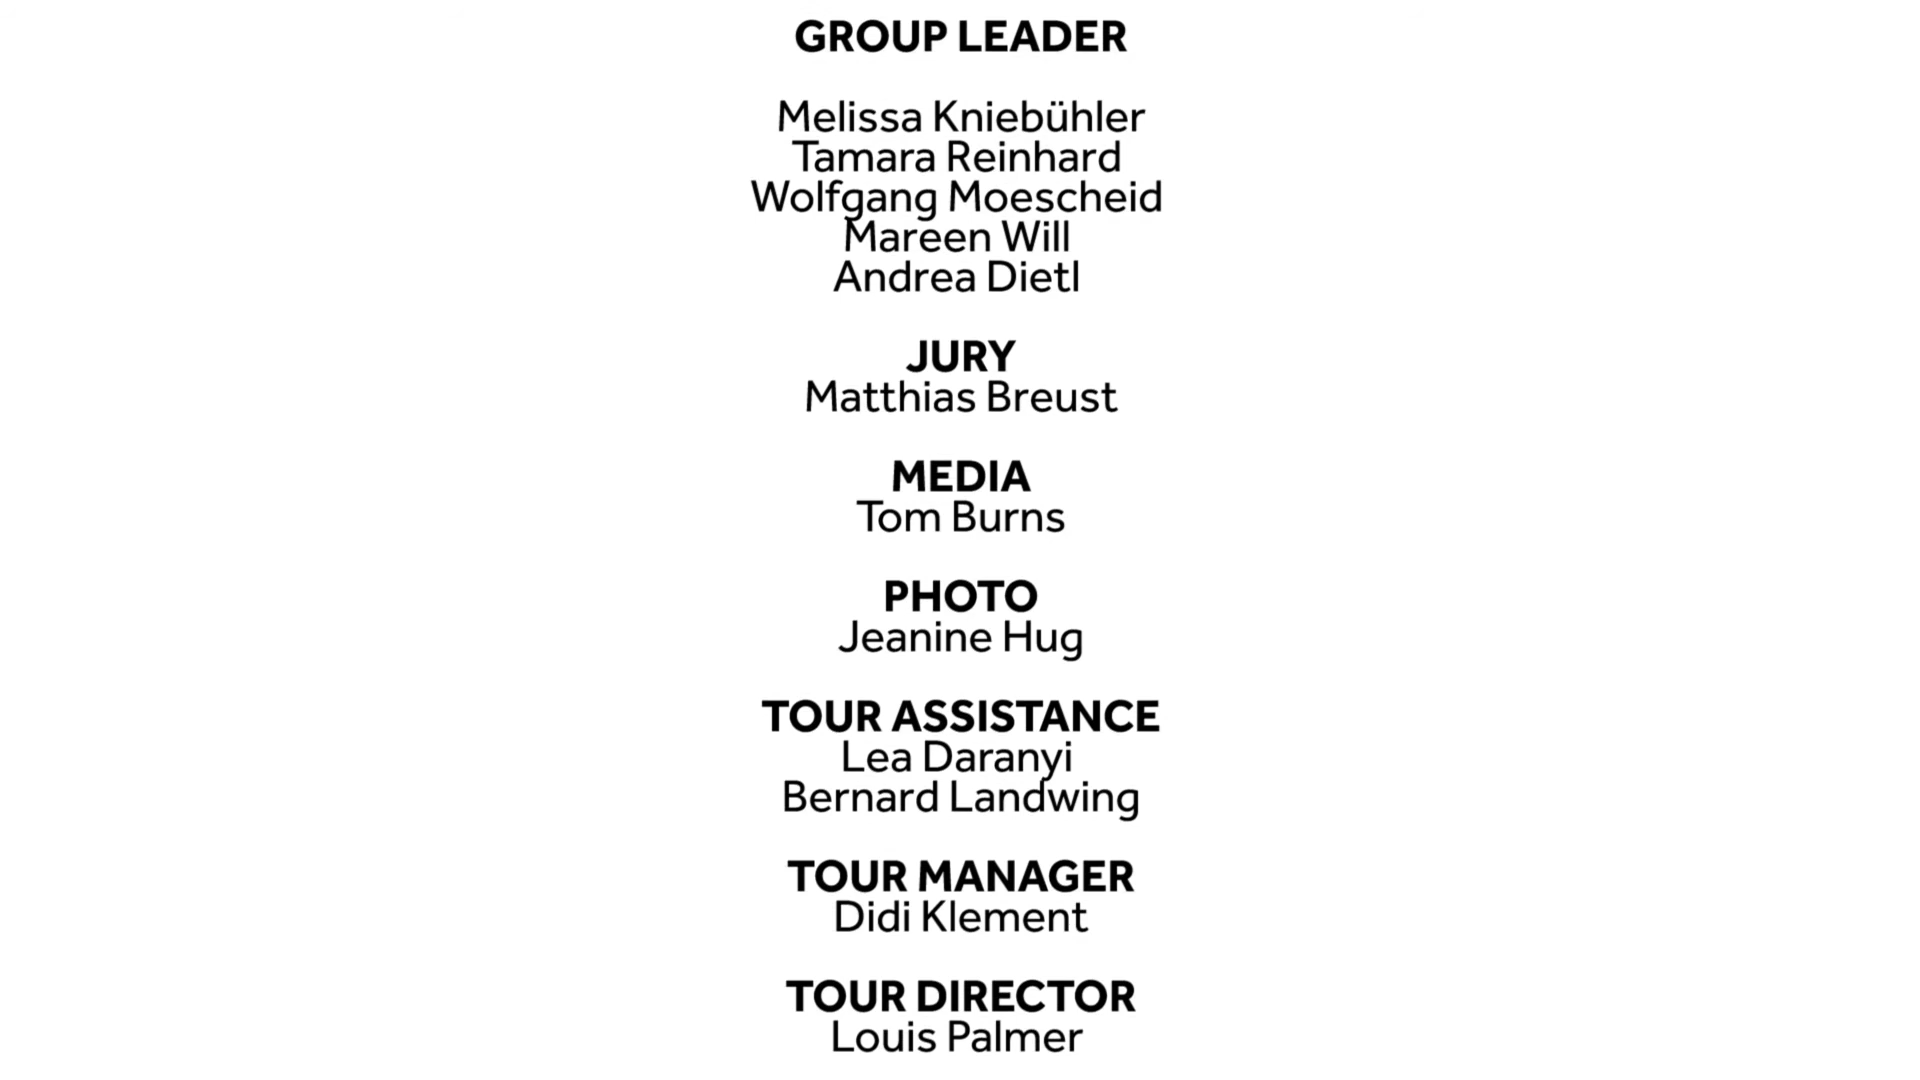 GROUP LEADER
Melissa Kniebühler
Tamara Reinhard
Wolfgang Moescheid
Mareen Will
Andrea Dietl
JURY
Matthias Breust
MEDIA
Tom Burns
PHOTO
Jeanine Hug
TOUR ASSISTANCE
Lea Daranyi
Bernard Landwing
TOUR MANAGER
Didi Klement
TOUR DIRECTOR
Louis Palmer